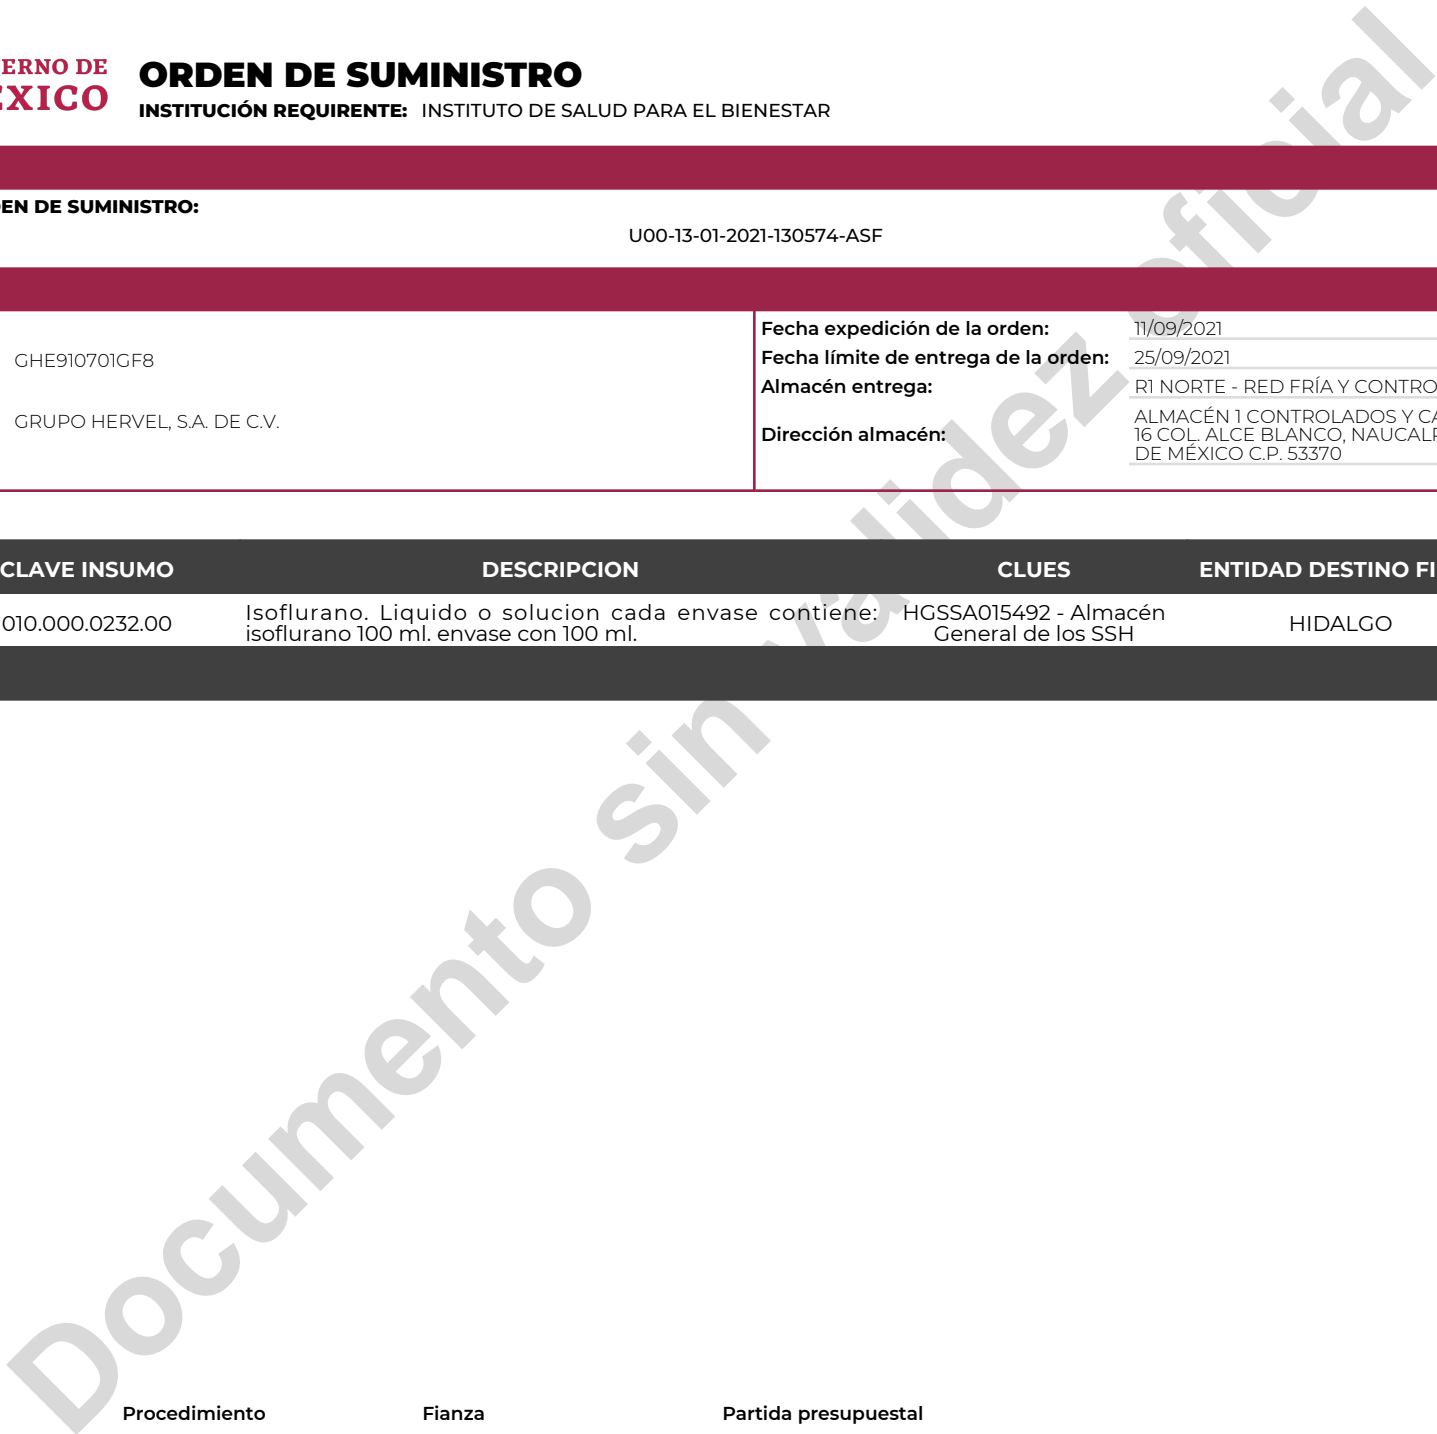 ERNO DE
ÉXICO
ORDEN DE SUMINISTRO
INSTITUCIÓN REQUIRENTE: INSTITUTO DE SALUD PARA EL BIENESTAR
EN DE SUMINISTRO:
U00-13-01-2021-130574-ASF
GHE910701GF8
GRUPO HERVEL, S.A. DE C.V.
Fecha expedición de la orden: 11/09/2021
Fecha límite de entrega de la orden: 25/09/2021
Almacén entrega: R1 NORTE - RED FRÍA Y CONTRO
Dirección almacén:
ALMACÉN 1 CONTROLADOS Y CA
16 COL. ALCE BLANCO, NAUCALP
DE MÉXICO C.P. 53370
CLAVE INSUMO DESCRIPCION CLUES ENTIDAD DESTINO FI
010.000.0232.00
Isoflurano. Liquido o solucion cada envase contiene:
isoflurano 100 ml. envase con 100 ml.
HGSSA015492 - Almacén
General de los SSH
HIDALGO
Documento sin validez oficial
Procedimiento Fianza Partida presupuestal